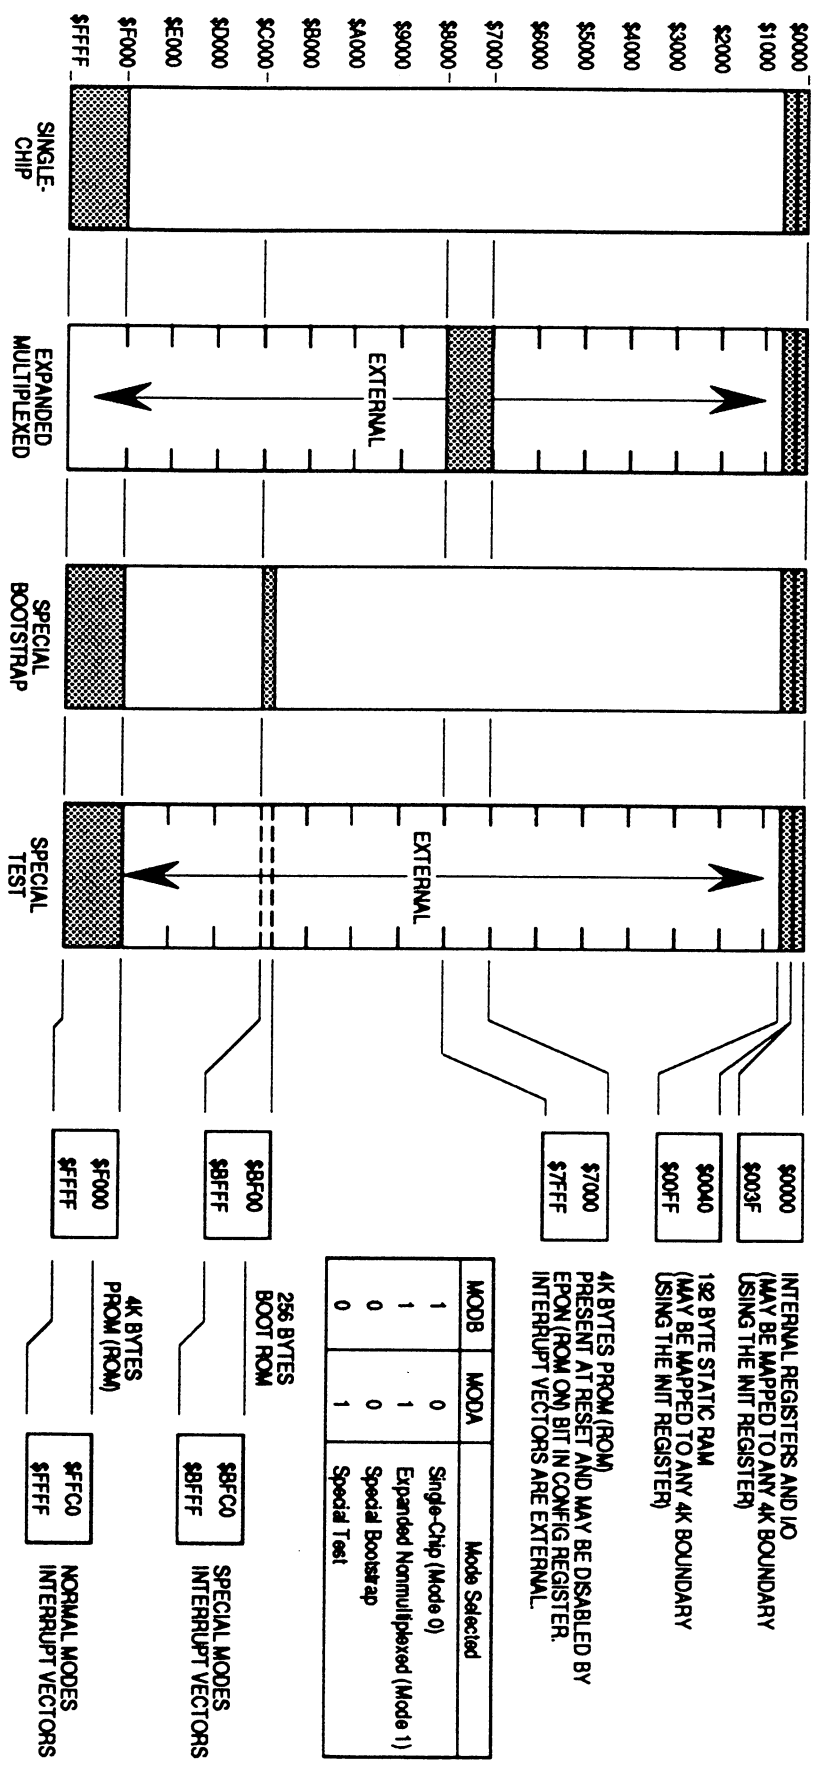 $0000
$1000
$2000
$3000
$4000
$5000
$6000
$7000
$8000
$9000
$A000
$B000
$C000
$D000
$E000
$F000
$FFFF
SINGLE-
CHIP
EXTERNAL
EXPANDED
MULTIPLEXED
SPECIAL
BOOTSTRAP
EXTERNAL
SPECIAL
TEST
$0000
$003F
INTERNAL REGISTERS AND I/O
(MAY BE MAPPED TO ANY 4K BOUNDARY
USING THE INIT REGISTER)
$0040
$00FF
192 BYTE STATIC RAM
(MAY BE MAPPED TO ANY 4K BOUNDARY
USING THE INIT REGISTER)
$7000
$7FFF
4K BYTES PROM (ROM)
PRESENT AT RESET AND MAY BE DISABLED BY
EPON (ROM ON) BIT IN CONFIG REGISTER.
INTERRUPT VECTORS ARE EXTERNAL.
MODB MODA Mode Selected
1 0 Single-Chip (Mode 0)
1 1 Expanded Nonmultiplexed (Mode 1)
0 0 Special Bootstrap
0 1 Special Test
$BF00
$BFFF
256 BYTES
BOOT ROM
$BFC0
$BFFF
SPECIAL MODES
INTERRUPT VECTORS
$F000
$FFFF
4K BYTES
PROM (ROM)
$FFC0
$FFFF
NORMAL MODES
INTERRUPT VECTORS